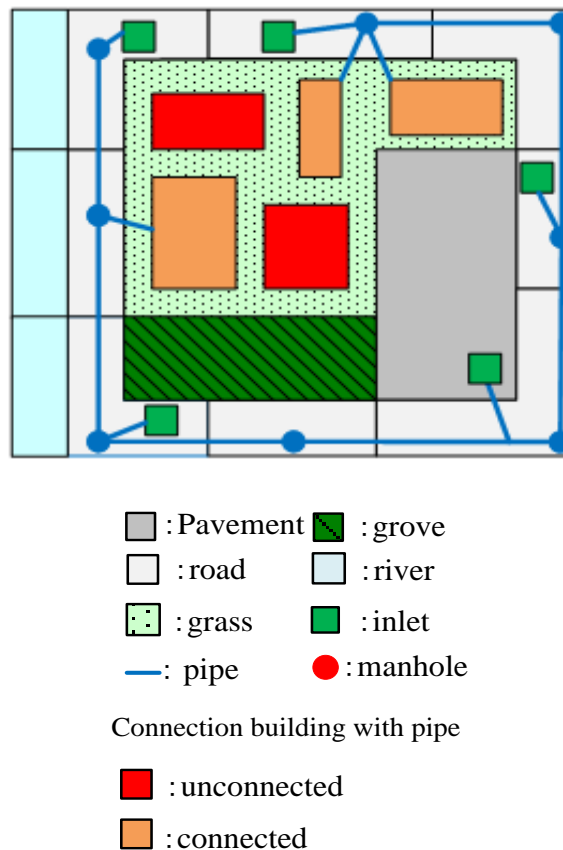 : Pavement : grove
: road : river
: grass : inlet
: pipe : manhole
Connection building with pipe
: unconnected
: connected